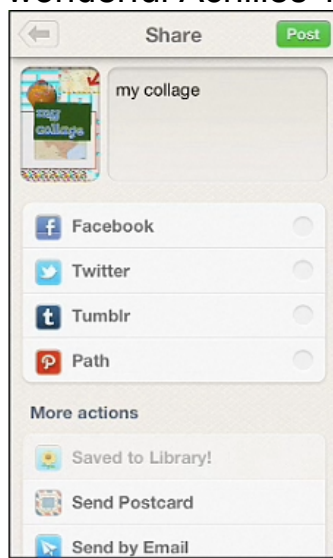 Share
Post
my collage
my
collage
Facebook
Twitter
Tumblr
Path
More actions
Saved to Library!
Send Postcard
Send by Email